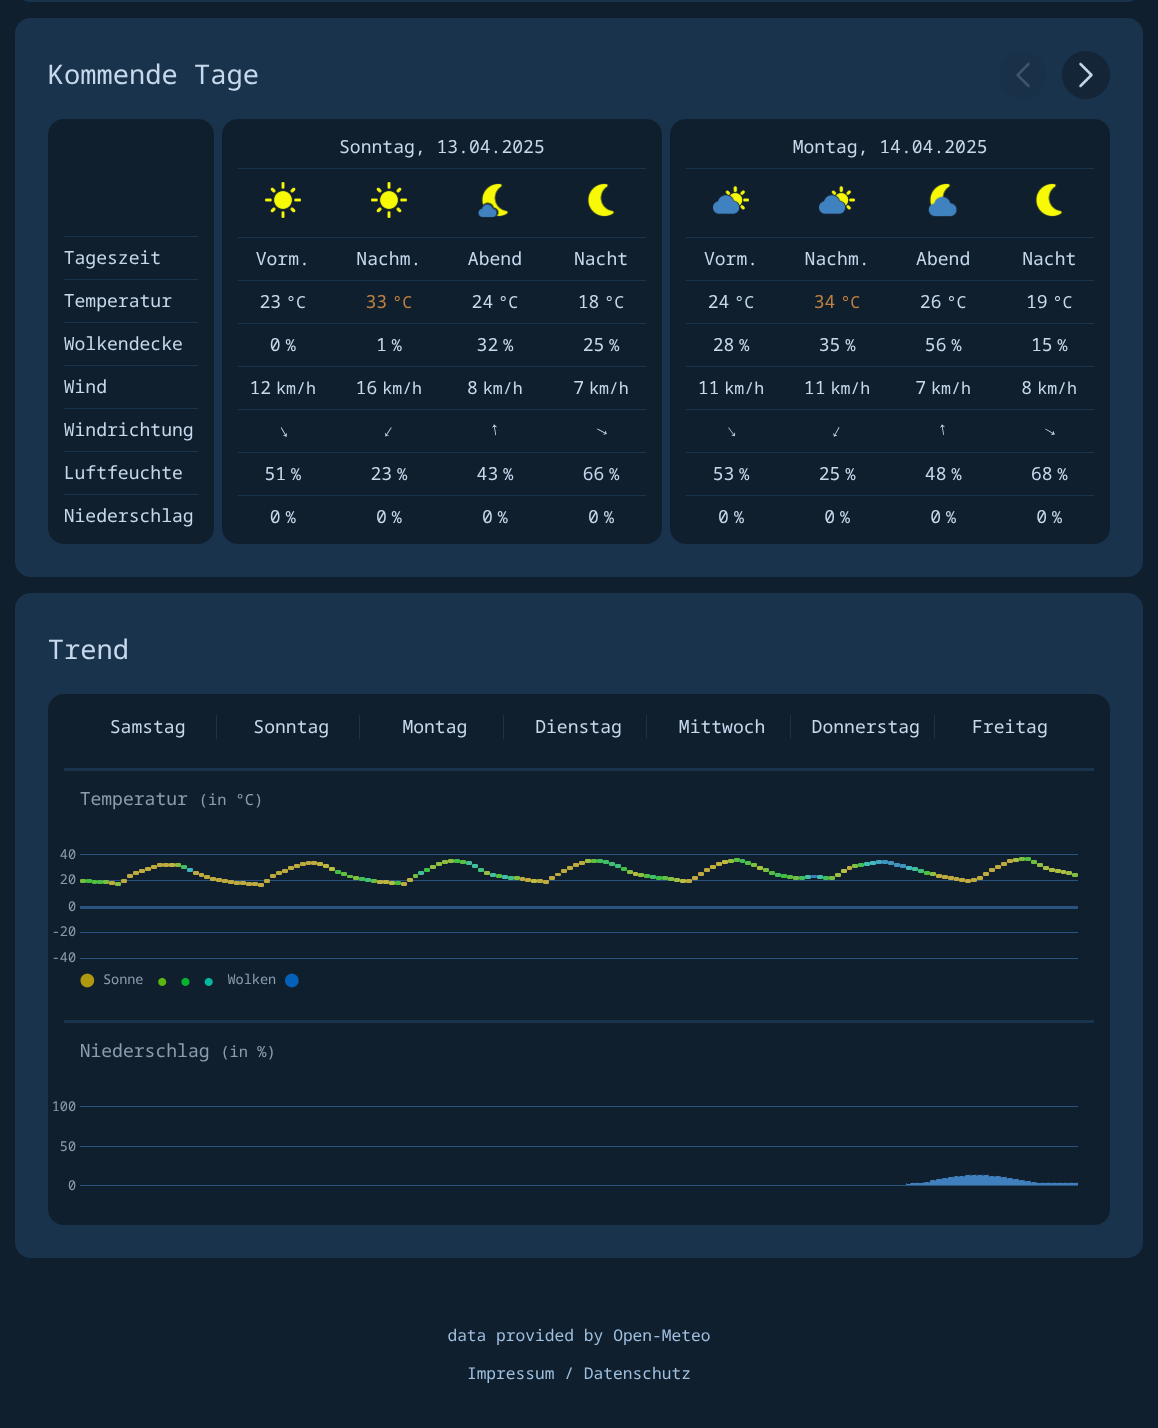 Kommende Tage
Sonntag, 13.04.2025
Montag, 14.04.2025
Tageszeit Vorm. Nachm. Abend Nacht Vorm. Nachm. Abend Nacht
Temperatur 23 °C 33 °C 24 °C 18 °C 24 °C 34 °C 26 °C 19 °C
Wolkendecke 0 % 1 % 32 % 25 % 28 % 35 % 56 % 15 %
Wind 12 km/h 16 km/h 8 km/h 7 km/h 11 km/h 11 km/h 7 km/h 8 km/h
Windrichtung ↘ ↙ ↑ ↘ ↘ ↙ ↑ ↘
Luftfeuchte 51 % 23 % 43 % 66 % 53 % 25 % 48 % 68 %
Niederschlag 0 % 0 % 0 % 0 % 0 % 0 % 0 % 0 %
Trend
Samstag Sonntag Montag Dienstag Mittwoch Donnerstag Freitag
Temperatur (in °C)
40
20
0
-20
-40
Sonne Wolken
Niederschlag (in %)
100
50
0
data provided by Open-Meteo
Impressum / Datenschutz